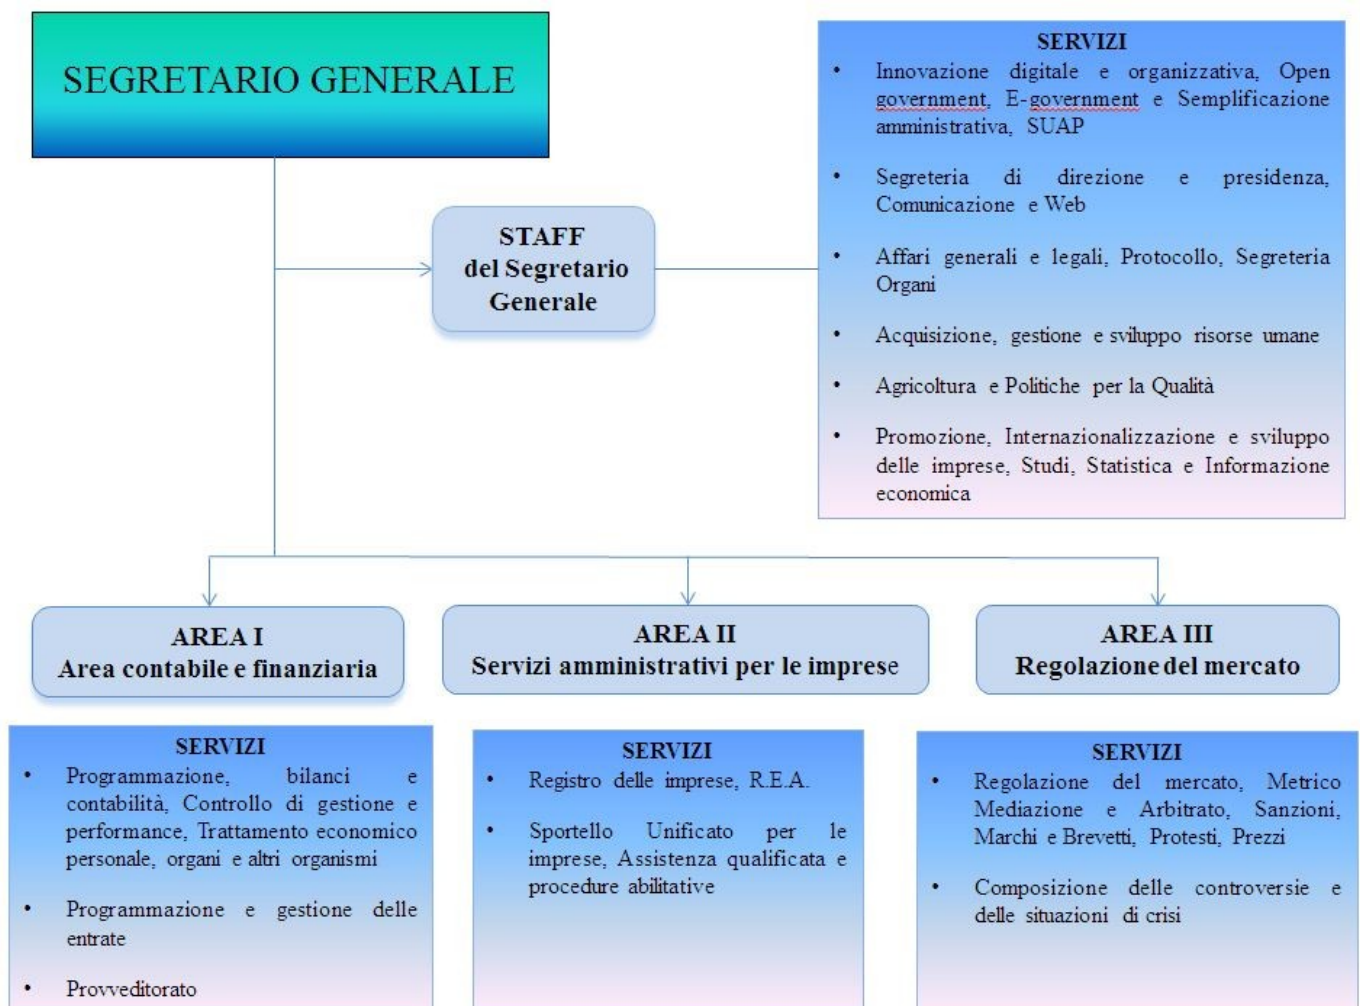 SEGRETARIO GENERALE
SERVIZI
• Innovazione digitale e organizzativa, Open
government, E-government e Semplificazione
amministrativa, SUAP
• Segreteria di direzione e presidenza,
Comunicazione e Web
• Affari generali e legali, Protocollo, Segreteria
Organi
• Acquisizione, gestione e sviluppo risorse umane
• Agricoltura e Politiche per la Qualità
• Promozione, Internazionalizzazione e sviluppo
delle imprese, Studi, Statistica e Informazione
economica
STAFF
del Segretario
Generale
AREA I
Area contabile e finanziaria
AREA II
Servizi amministrativi per le imprese
AREA III
Regolazione del mercato
SERVIZI
• Programmazione, bilanci e
contabilità, Controllo di gestione e
performance, Trattamento economico
personale, organi e altri organismi
• Programmazione e gestione delle
entrate
• Provveditorato
SERVIZI
• Registro delle imprese, R.E.A.
• Sportello Unificato per le
imprese, Assistenza qualificata e
procedure abilitative
SERVIZI
• Regolazione del mercato, Metrico
Mediazione e Arbitrato, Sanzioni,
Marchi e Brevetti, Protesti, Prezzi
• Composizione delle controversie e
delle situazioni di crisi